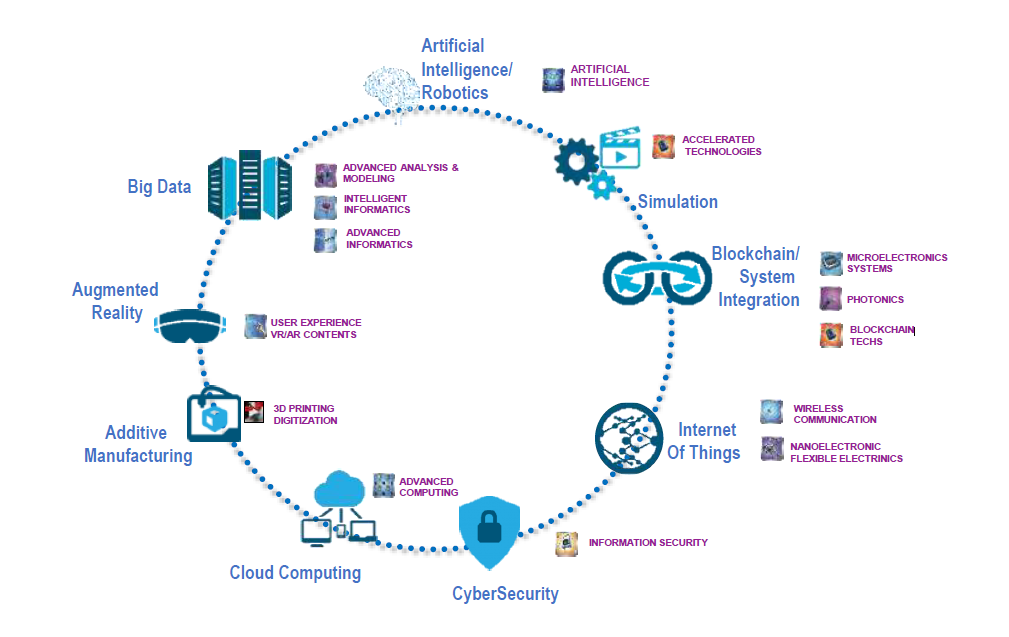 Artificial
Intelligence/
Robotics
ARTIFICIAL
INTELLIGENCE
ACCELERATED
TECHNOLOGIES
Simulation
Big Data
ADVANCED ANALYSIS &
MODELING
INTELLIGENT
INFORMATICS
ADVANCED
INFORMATICS
Blockchain/
System
Integration
MICROELECTRONICS
SYSTEMS
PHOTONICS
BLOCKCHAIN
TECHS
Augmented
Reality
USER EXPERIENCE
VR/AR CONTENTS
Additive
Manufacturing
3D PRINTING
DIGITIZATION
Internet
Of Things
WIRELESS
COMMUNICATION
NANOELECTRONIC
FLEXIBLE ELECTRINICS
ADVANCED
COMPUTING
Cloud Computing
INFORMATION SECURITY
CyberSecurity